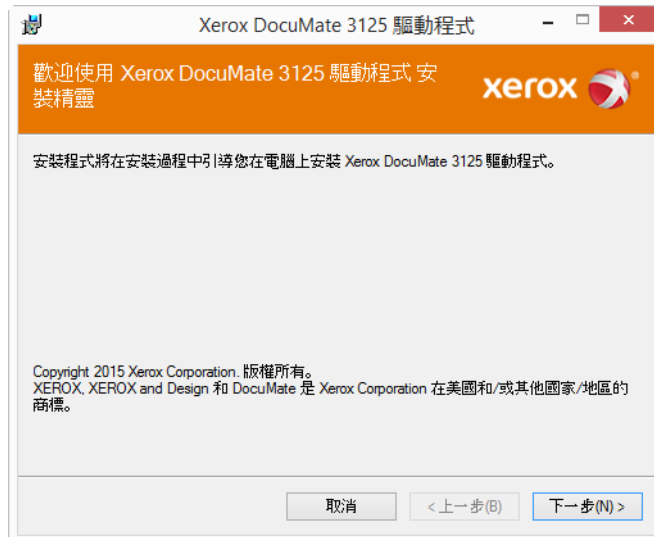 Xerox DocuMate 3125 驅動程式
歡迎使用 Xerox DocuMate 3125 驅動程式 安
裝精靈
xerox
安裝程式將在安裝過程中引導您在電腦上安裝 Xerox DocuMate 3125 驅動程式。
Copyright 2015 Xerox Corporation. 版權所有。
XEROX, XEROX and Design 和 DocuMate 是 Xerox Corporation 在美國和/或其他國家/地區的
商標。
取消
<上一步(B)
下一步(N) >